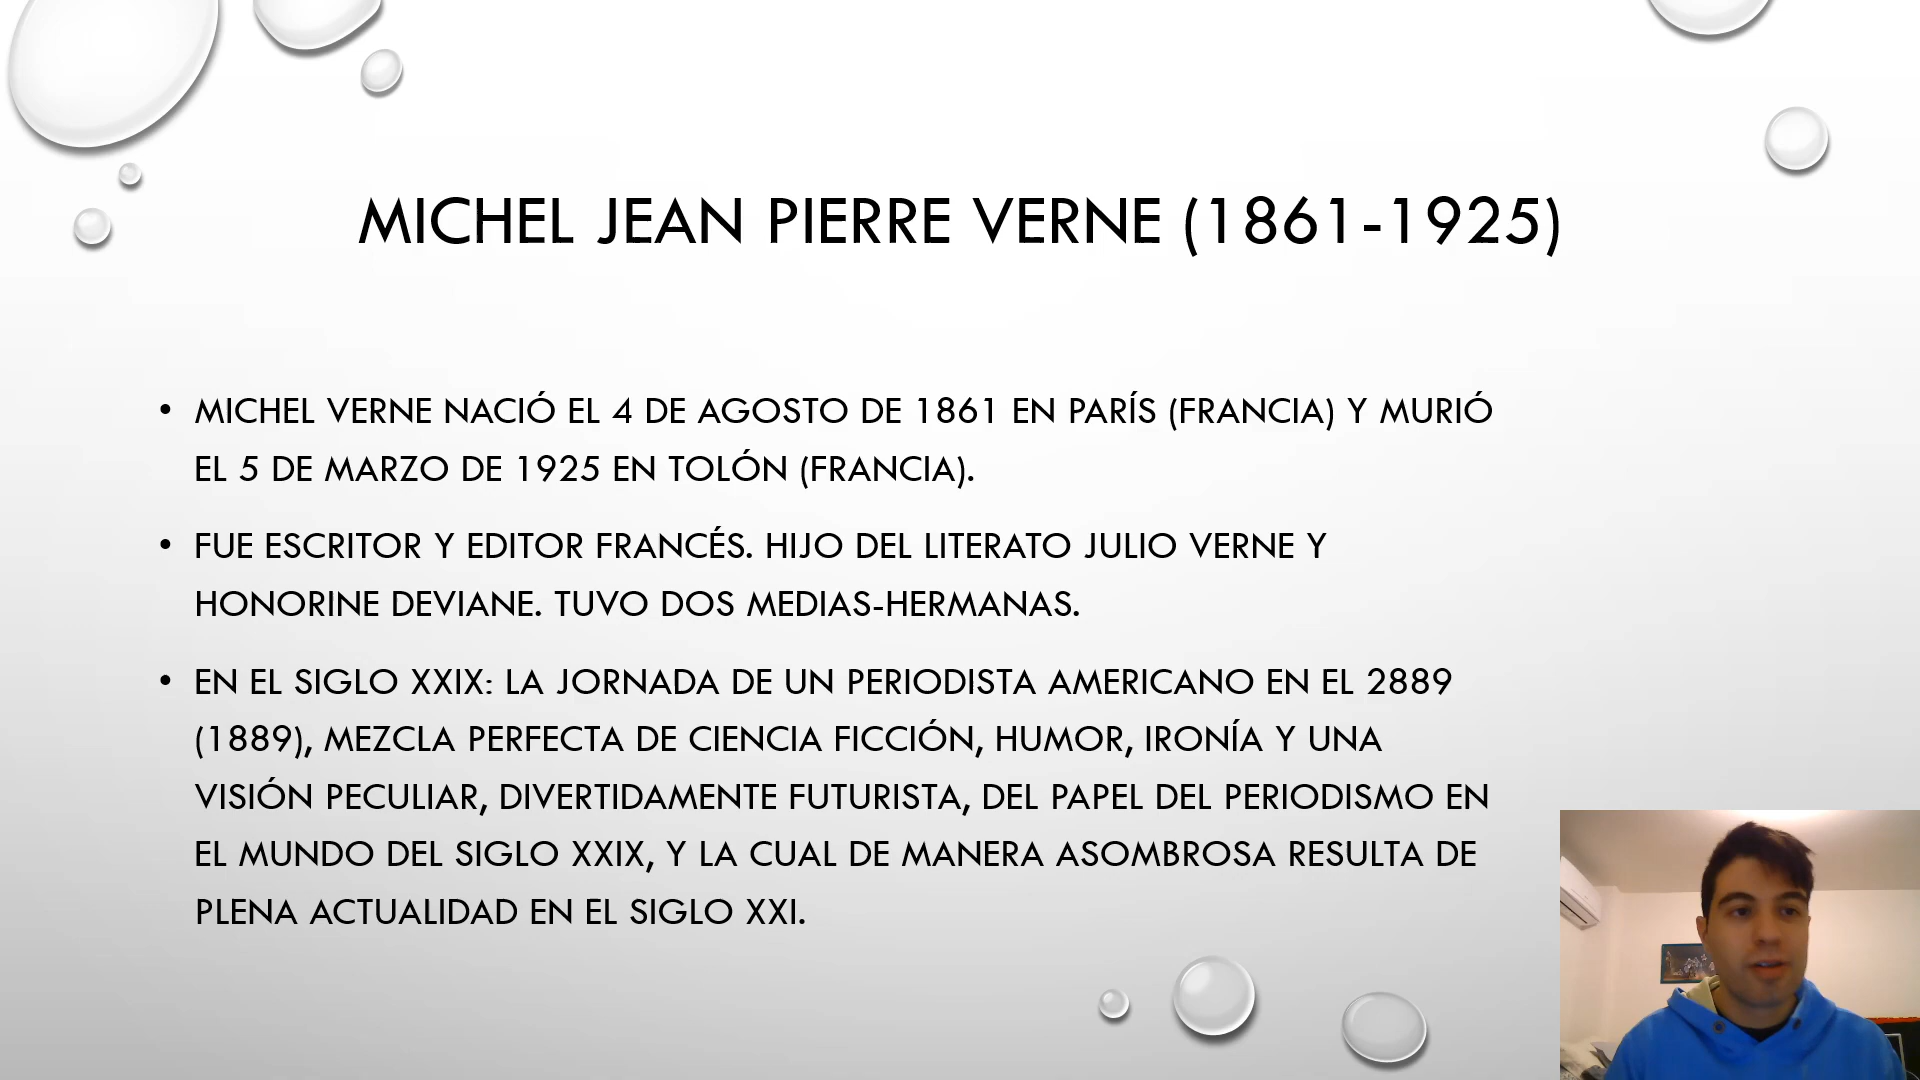 MICHEL JEAN PIERRE VERNE (1861-1925)
• MICHEL VERNE NACIÓ EL 4 DE AGOSTO DE 1861 EN PARÍS (FRANCIA) Y MURIÓ
EL 5 DE MARZO DE 1925 EN TOLÓN (FRANCIA).
• FUE ESCRITOR Y EDITOR FRANCÉS. HIJO DEL LITERATO JULIO VERNE Y
HONORINE DEVIANE. TUVO DOS MEDIAS-HERMANAS.
• EN EL SIGLO XXIX: LA JORNADA DE UN PERIODISTA AMERICANO EN EL 2889
(1889), MEZCLA PERFECTA DE CIENCIA FICCIÓN, HUMOR, IRONÍA Y UNA
VISIÓN PECULIAR, DIVERTIDAMENTE FUTURISTA, DEL PAPEL DEL PERIODISMO EN
EL MUNDO DEL SIGLO XXIX, Y LA CUAL DE MANERA ASOMBROSA RESULTA DE
PLENA ACTUALIDAD EN EL SIGLO XXI.